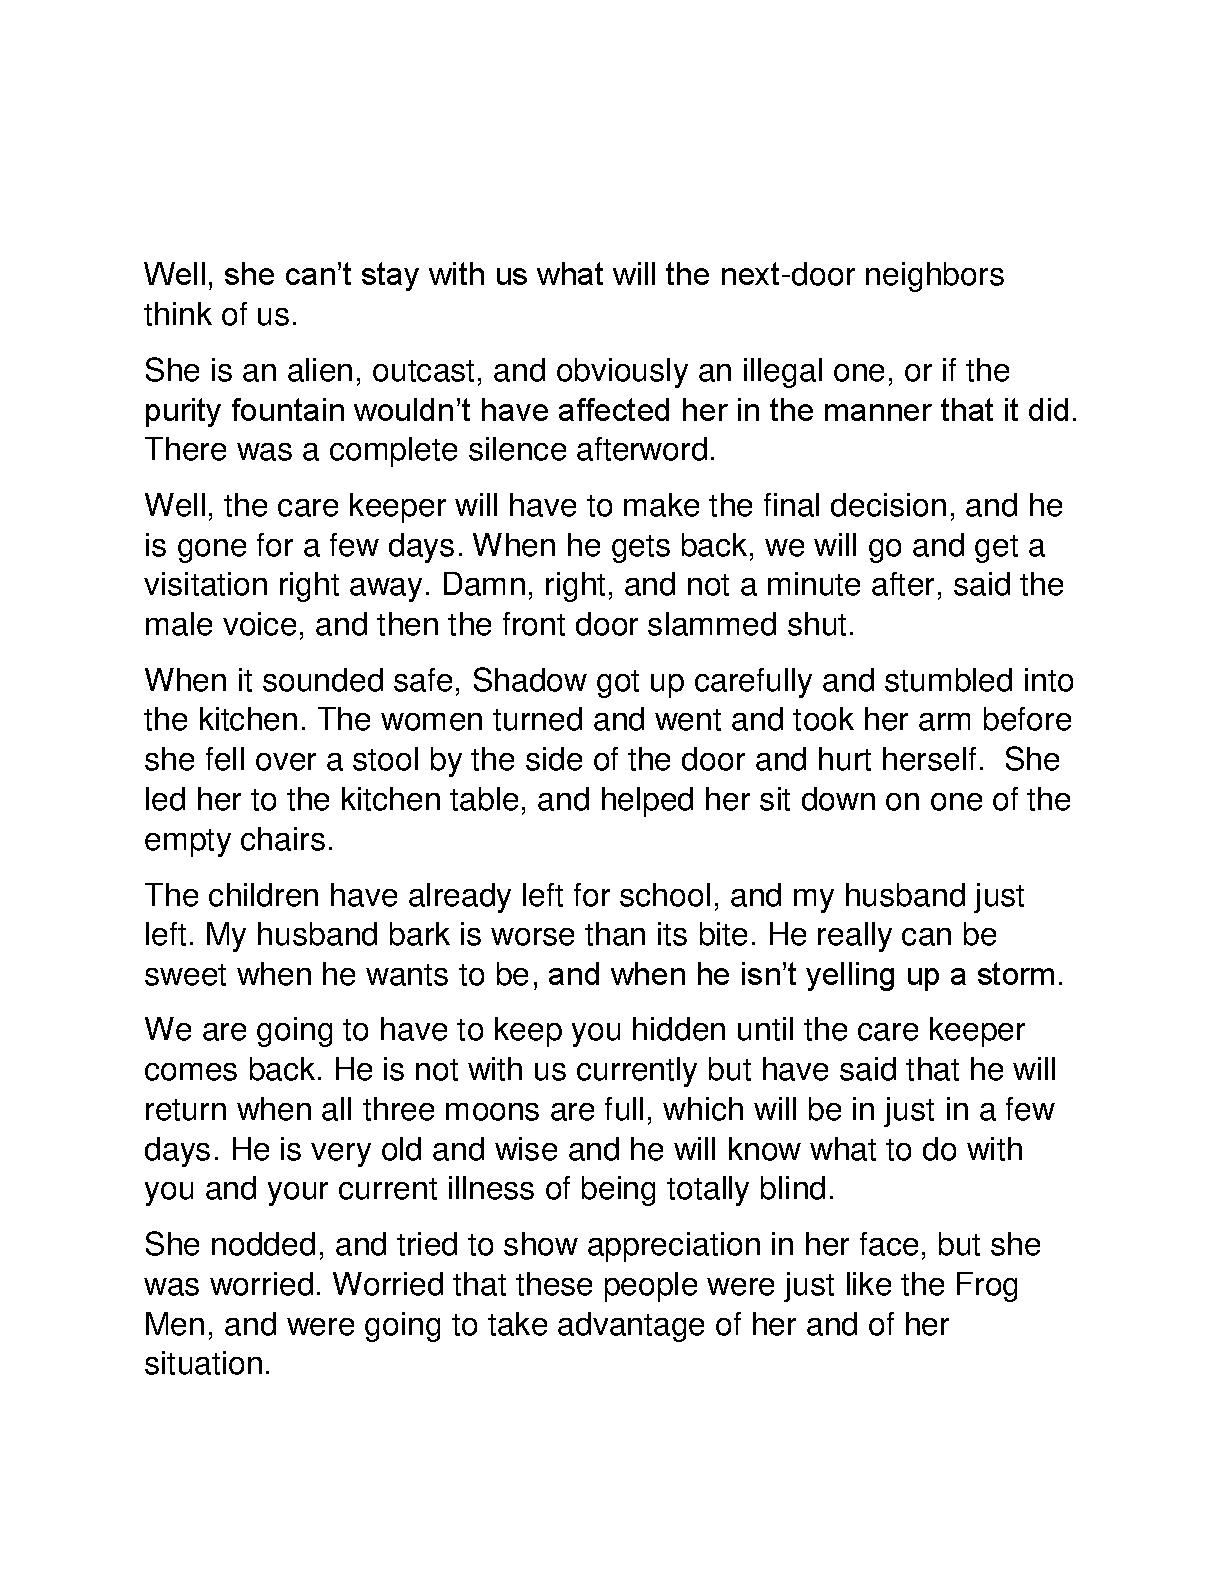 Well, she can’t stay with us what will the next-door neighbors
think of us.
She is an alien, outcast, and obviously an illegal one, or if the
purity fountain wouldn’t have affected her in the manner that it did.
There was a complete silence afterword.
Well, the care keeper will have to make the final decision, and he
is gone for a few days. When he gets back, we will go and get a
visitation right away. Damn, right, and not a minute after, said the
male voice, and then the front door slammed shut.
When it sounded safe, Shadow got up carefully and stumbled into
the kitchen. The women turned and went and took her arm before
she fell over a stool by the side of the door and hurt herself.  She
led her to the kitchen table, and helped her sit down on one of the
empty chairs.
The children have already left for school, and my husband just
left. My husband bark is worse than its bite. He really can be
sweet when he wants to be, and when he isn’t yelling up a storm.
We are going to have to keep you hidden until the care keeper
comes back. He is not with us currently but have said that he will
return when all three moons are full, which will be in just in a few
days. He is very old and wise and he will know what to do with
you and your current illness of being totally blind.
She nodded, and tried to show appreciation in her face, but she
was worried. Worried that these people were just like the Frog
Men, and were going to take advantage of her and of her
situation.